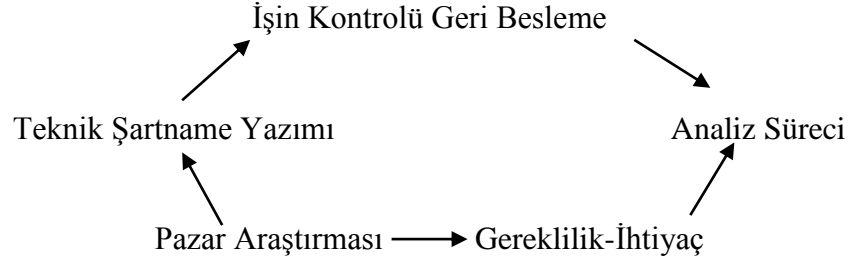 İşin Kontrolü Geri Besleme
Teknik Şartname Yazımı
Analiz Süreci
Pazar Araştırması
Gereklilik-İhtiyaç